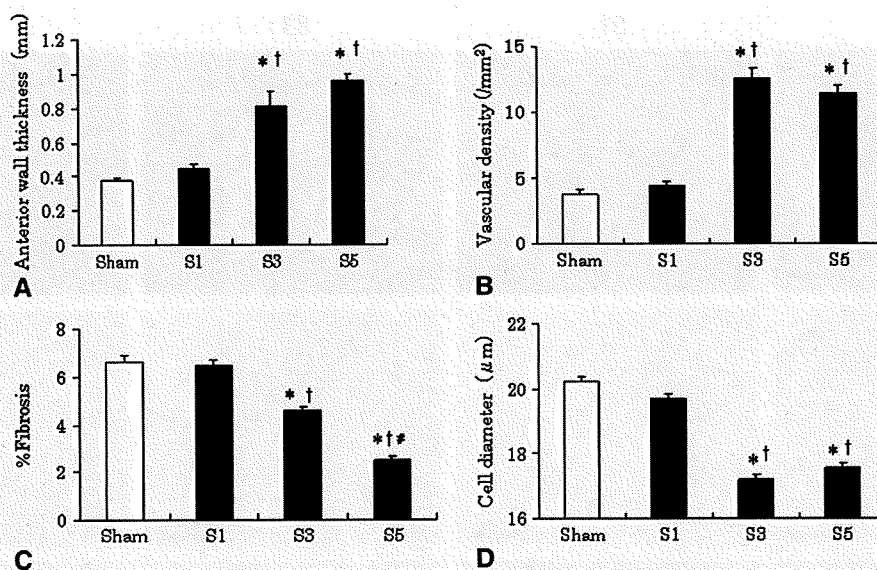 Anterior wall thickness (mm)
1.2
1
0.8
0.6
0.4
0.2
0
* †
* †
Sham S1 S3 S5
A
Vascular density (/mm²)
15
10
5
0
* †
* †
Sham S1 S3 S5
B
%Fibrosis
8
6
4
2
0
* †
*†#
Sham S1 S3 S5
C
Cell diameter (μm)
22
20
18
16
* †
* †
Sham S1 S3 S5
D